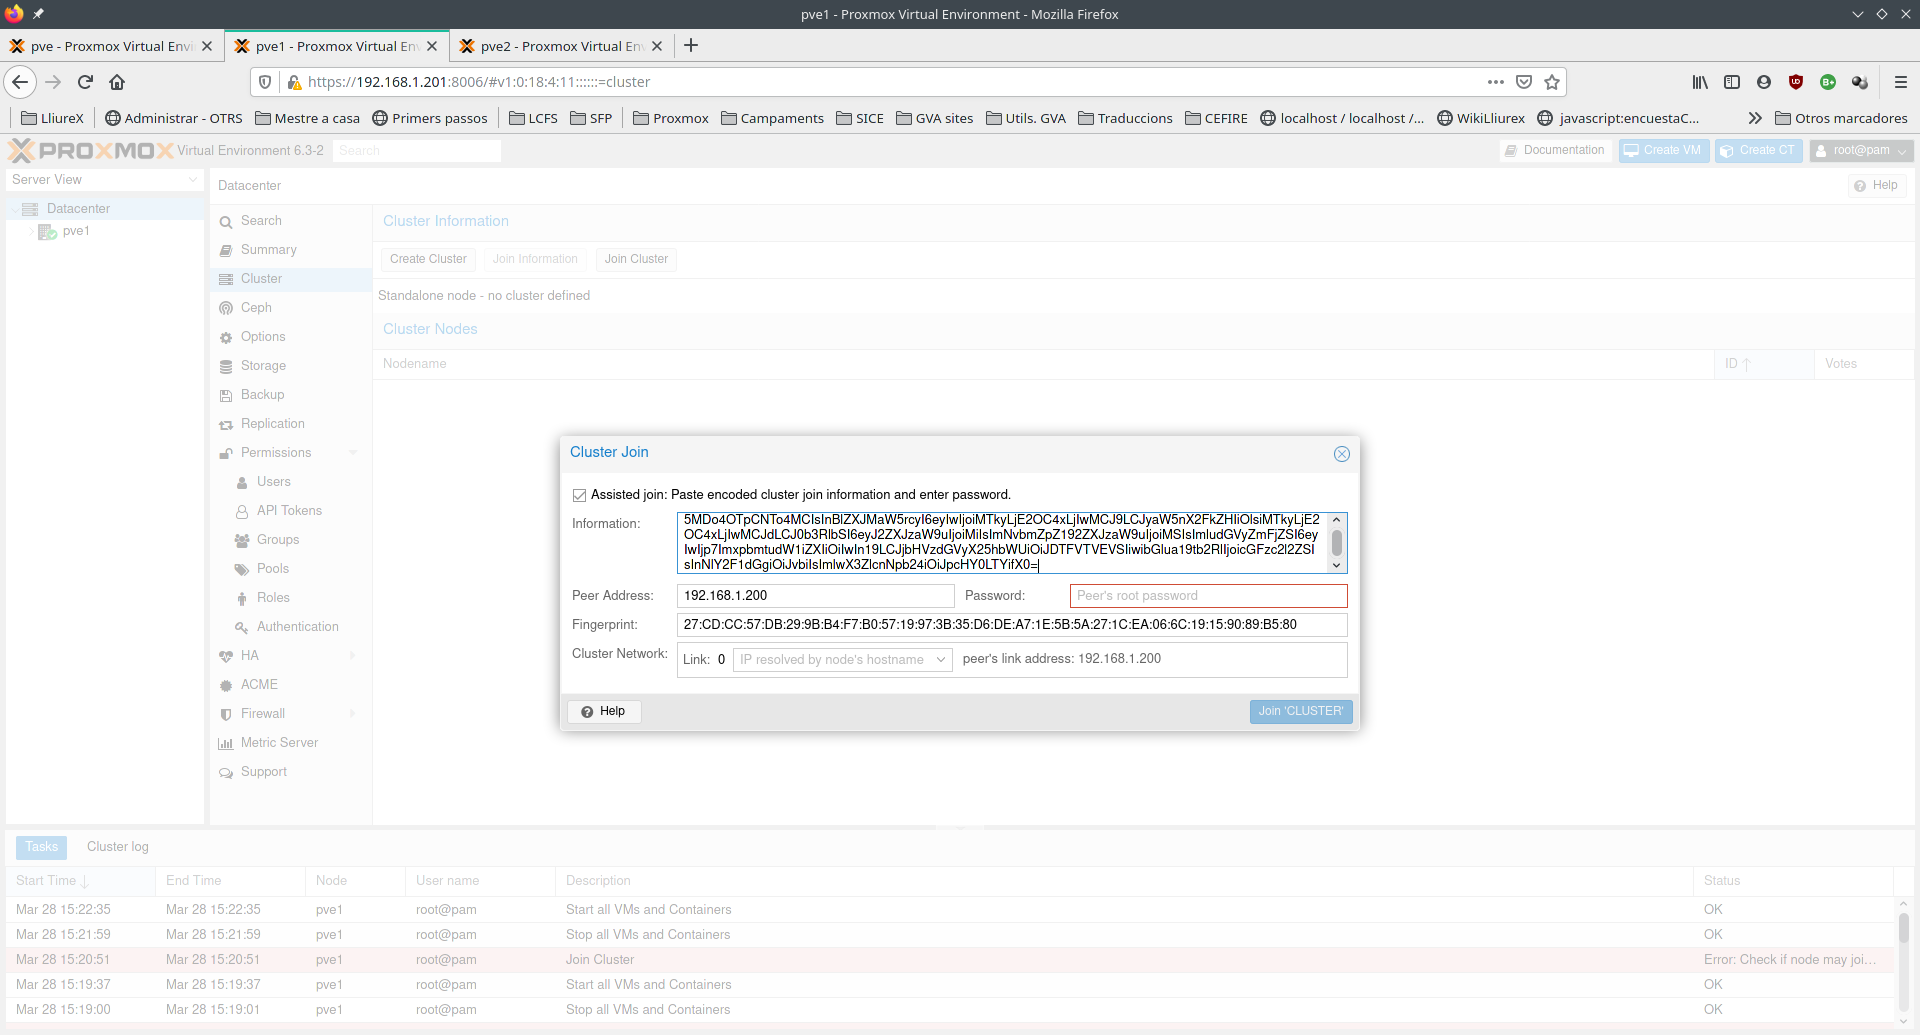 pve1 - Proxmox Virtual Environment - Mozilla Firefox
pve - Proxmox Virtual Envi
pve1 - Proxmox Virtual En
pve2 - Proxmox Virtual En
https://192.168.1.201:8006/#v1:0:18:4:11::::::=cluster
LliureX
Administrar - OTRS
Mestre a casa
Primers passos
LCFS
SFP
Proxmox
Campaments
SICE
GVA sites
Utils. GVA
Traduccions
CEFIRE
localhost / localhost /...
WikiLliurex
javascript:encuestaC...
Otros marcadores
PROXMOX Virtual Environment 6.3-2
Search
Documentation
Create VM
Create CT
root@pam
Server View
Datacenter
pve1
Datacenter
Help
Search
Summary
Cluster
Ceph
Options
Storage
Backup
Replication
Permissions
Users
API Tokens
Groups
Pools
Roles
Authentication
HA
ACME
Firewall
Metric Server
Support
Cluster Information
Create Cluster
Join Information
Join Cluster
Standalone node - no cluster defined
Cluster Nodes
Nodename
ID
Votes
Cluster Join
Assisted join: Paste encoded cluster join information and enter password.
Information:
Peer Address:
192.168.1.200
Password:
Peer's root password
Fingerprint:
27:CD:CC:57:DB:29:9B:B4:F7:B0:57:19:97:3B:35:D6:DE:A7:1E:5B:5A:27:1C:EA:06:6C:19:15:90:89:B5:80
Cluster Network:
Link: 0
IP resolved by node's hostname
peer's link address: 192.168.1.200
Help
Join 'CLUSTER'
Tasks
Cluster log
Start Time
End Time
Node
User name
Description
Status
Mar 28 15:22:35 Mar 28 15:22:35 pve1 root@pam Start all VMs and Containers OK
Mar 28 15:21:59 Mar 28 15:21:59 pve1 root@pam Stop all VMs and Containers OK
Mar 28 15:20:51 Mar 28 15:20:51 pve1 root@pam Join Cluster Error: Check if node may joi...
Mar 28 15:19:37 Mar 28 15:19:37 pve1 root@pam Start all VMs and Containers OK
Mar 28 15:19:00 Mar 28 15:19:01 pve1 root@pam Stop all VMs and Containers OK